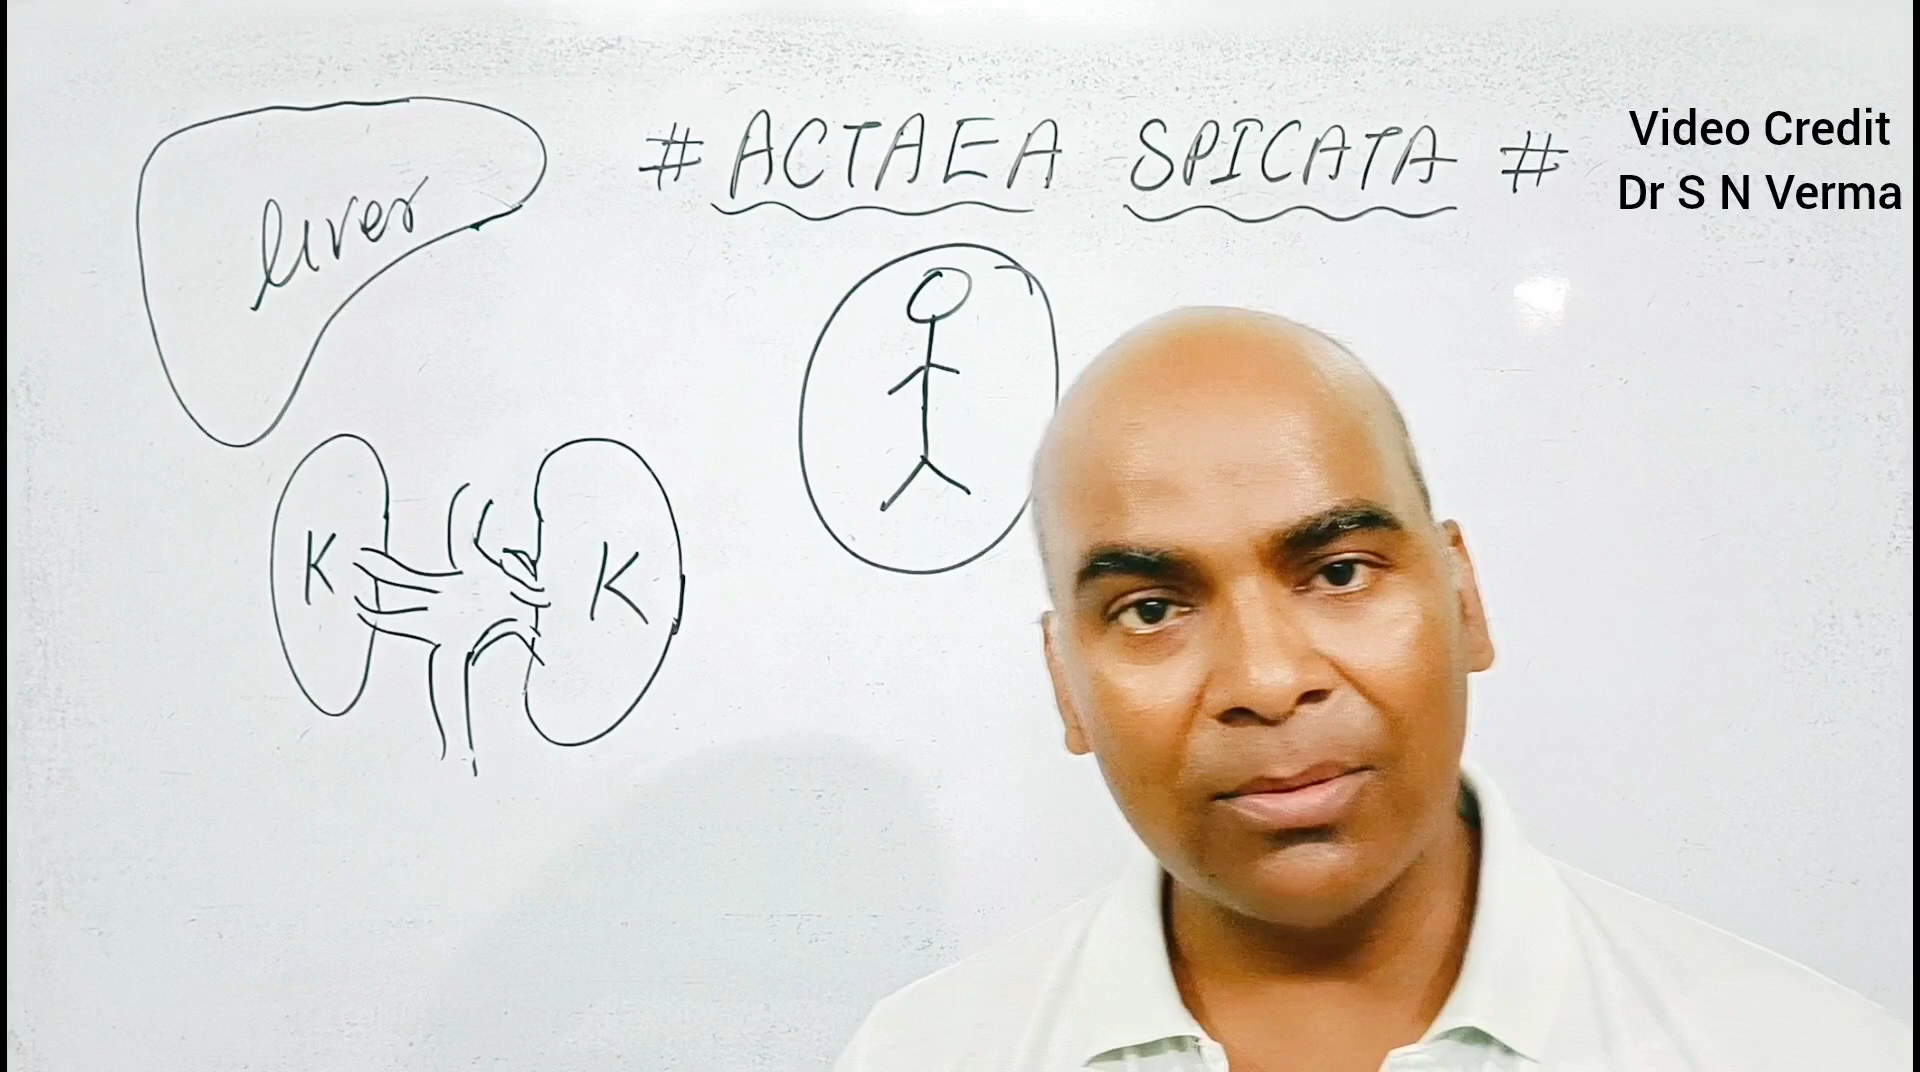 # ACTAEA SPICATA #
Video Credit
Dr S N Verma
liver
K
K